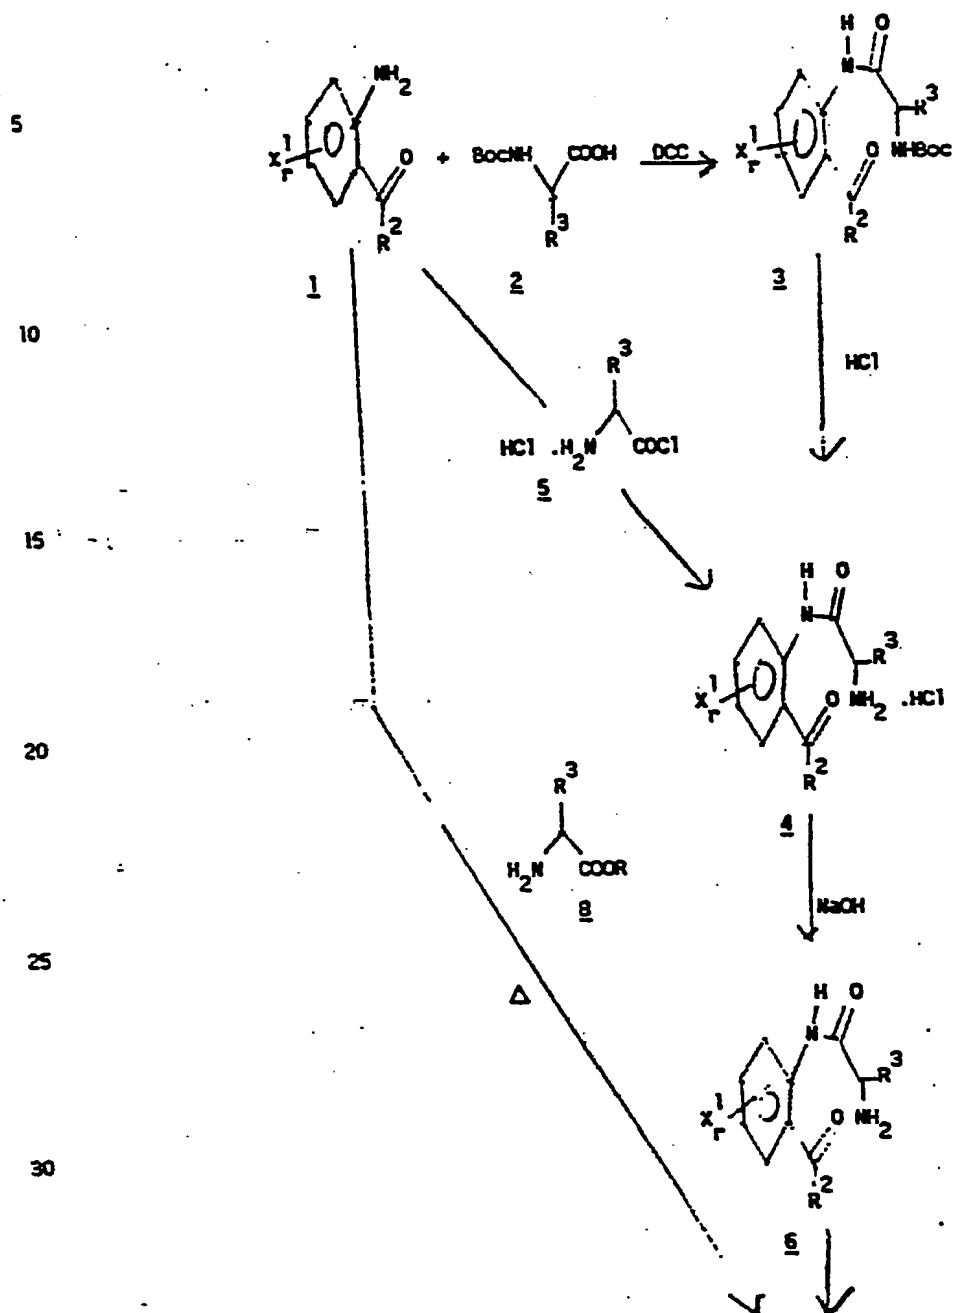 H O
NH2
N
5
R3
X1r
O + BocNH COOH DCC
X1r
O NHBoc
R2
R3
R2
1
2
3
10
R3
HCl
HCl .H2N COCl
5
15
H O
N
R3
X1r
O NH2 .HCl
20
R3
R2
4
H2N COOR
8
NaOH
25
Δ
H O
N
R3
X1r
O NH2
30
R2
6